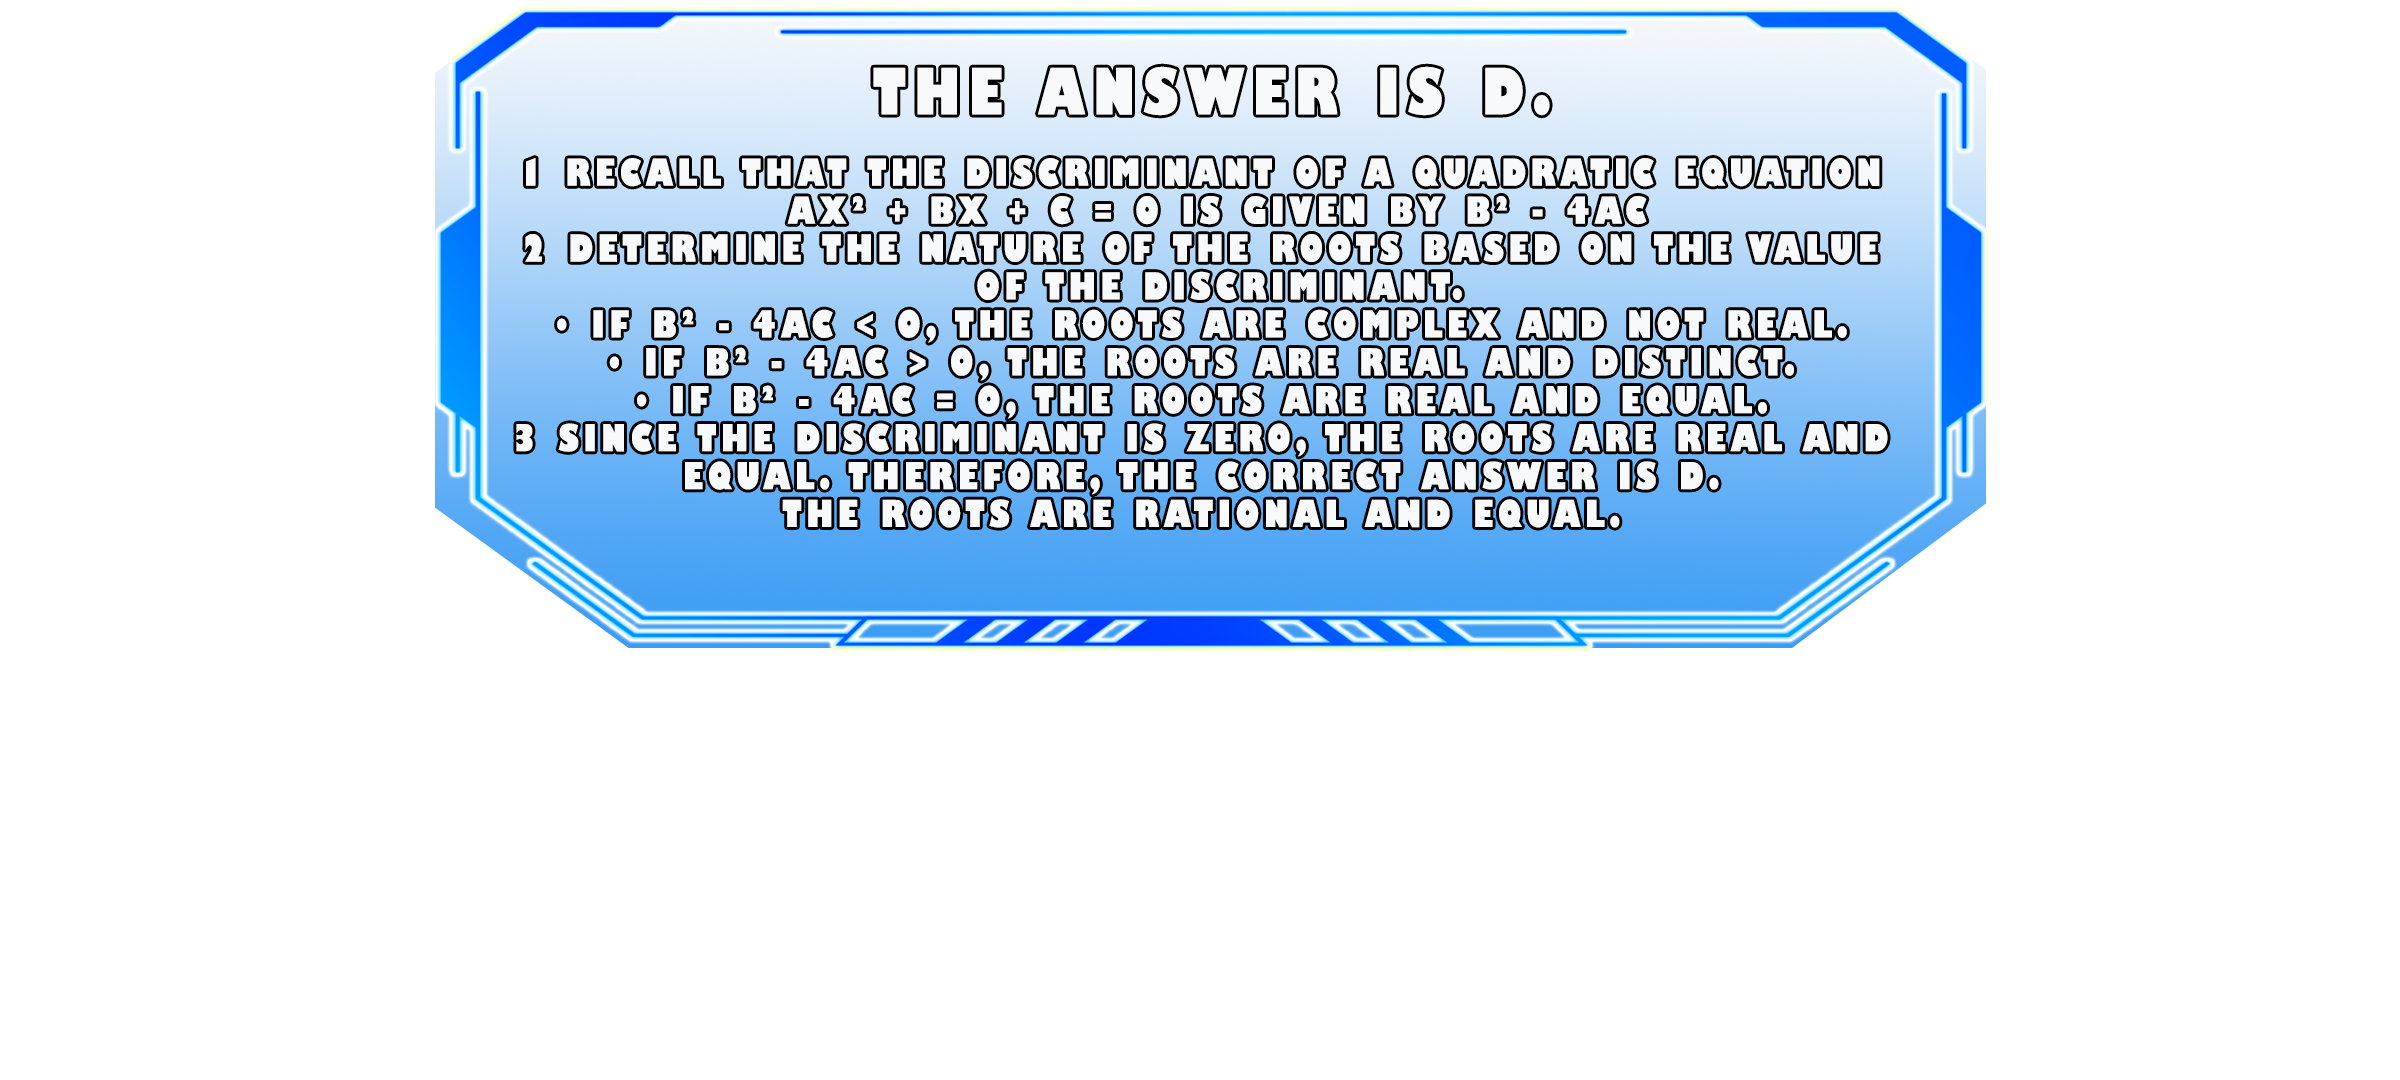 THE ANSWER IS D.
1 RECALL THAT THE DISCRIMINANT OF A QUADRATIC EQUATION
AX² + BX + C = 0 IS GIVEN BY B² - 4AC
2 DETERMINE THE NATURE OF THE ROOTS BASED ON THE VALUE
OF THE DISCRIMINANT.
• IF B² - 4AC < 0, THE ROOTS ARE COMPLEX AND NOT REAL.
• IF B² - 4AC > 0, THE ROOTS ARE REAL AND DISTINCT.
• IF B² - 4AC = 0, THE ROOTS ARE REAL AND EQUAL.
3 SINCE THE DISCRIMINANT IS ZERO, THE ROOTS ARE REAL AND
EQUAL. THEREFORE, THE CORRECT ANSWER IS D.
THE ROOTS ARE RATIONAL AND EQUAL.